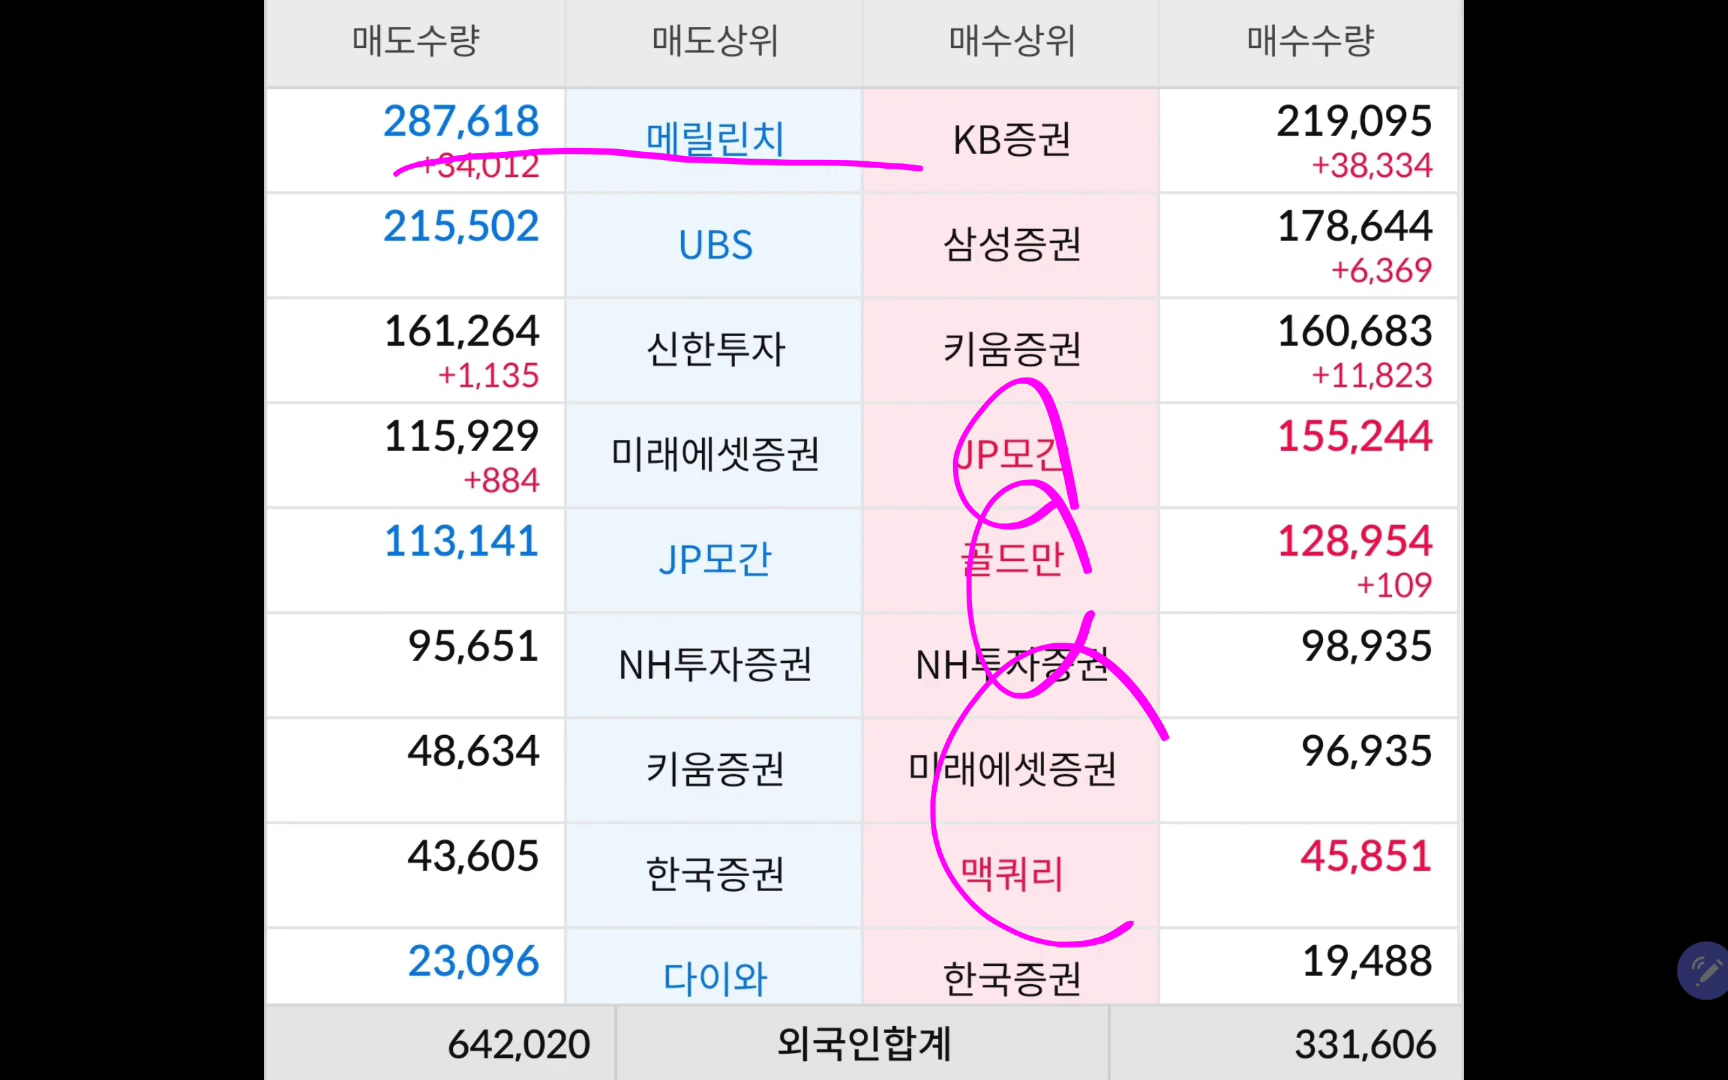 매도수량 매도상위 매수상위 매수수량
287,618 메릴린치 KB증권 219,095
+34,012 +38,334
215,502 UBS 삼성증권 178,644
+6,369
161,264 신한투자 키움증권 160,683
+1,135 +11,823
115,929 미래에셋증권 JP모간 155,244
+884
113,141 JP모간 골드만 128,954
+109
95,651 NH투자증권 NH투자증권 98,935
48,634 키움증권 미래에셋증권 96,935
43,605 한국증권 맥쿼리 45,851
23,096 다이와 한국증권 19,488
642,020 외국인합계 331,606